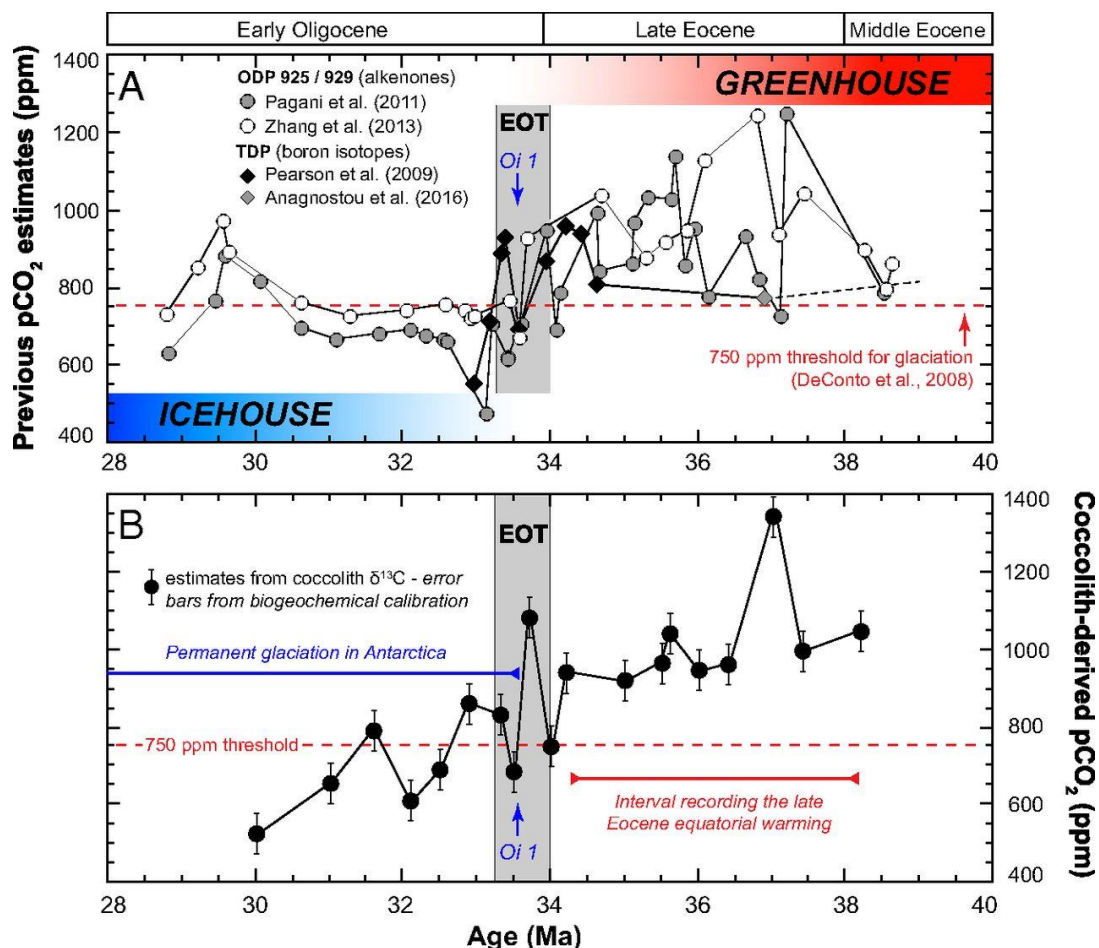 Early Oligocene
Late Eocene
Middle Eocene
A
Previous pCO₂ estimates (ppm)
1400
1200
1000
800
600
400
ODP 925 / 929 (alkenones)
Pagani et al. (2011)
Zhang et al. (2013)
TDP (boron isotopes)
Pearson et al. (2009)
Anagnostou et al. (2016)
GREENHOUSE
EOT
Oi 1
750 ppm threshold for glaciation
(DeConto et al., 2008)
ICEHOUSE
28
30
32
34
36
38
40
B
EOT
estimates from coccolith δ¹³C - error
bars from biogeochemical calibration
Permanent glaciation in Antarctica
750 ppm threshold
Oi 1
Interval recording the late
Eocene equatorial warming
1400
1200
1000
800
600
400
Coccolith-derived pCO₂ (ppm)
28
30
32
34
36
38
40
Age (Ma)